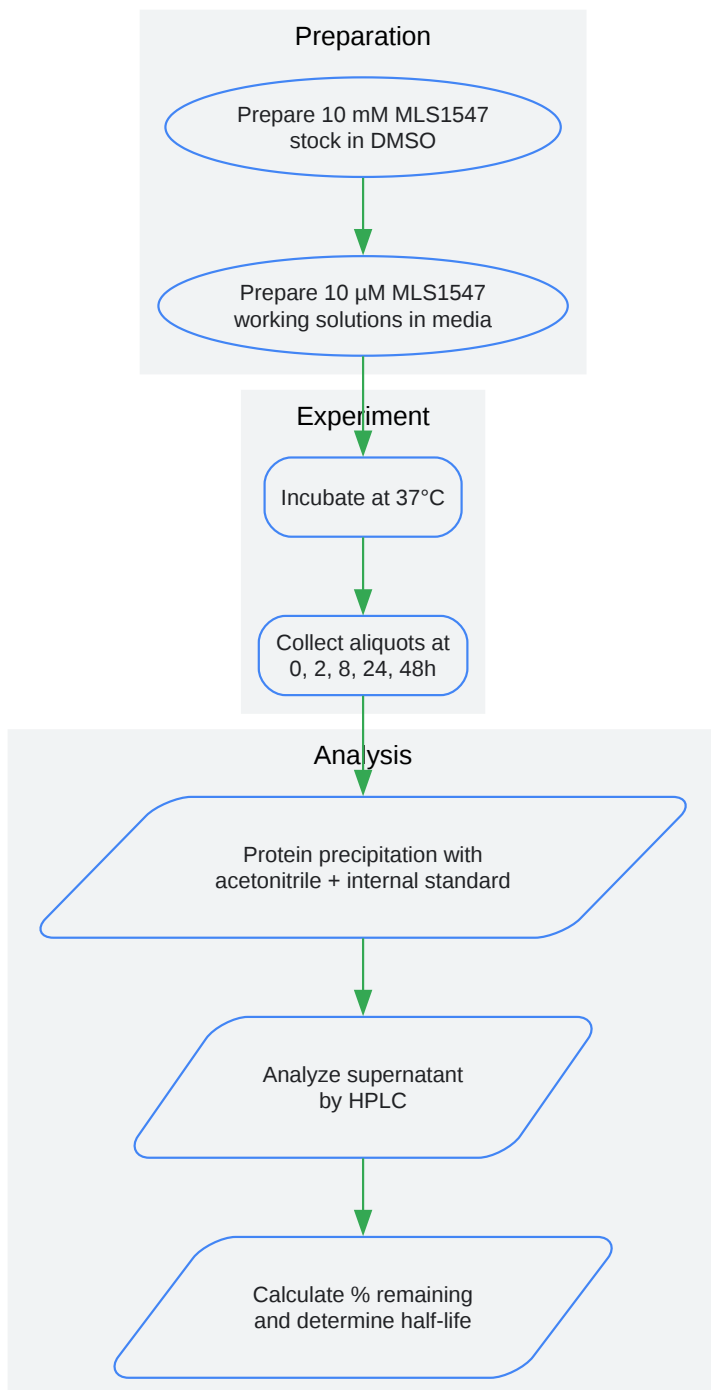 Preparation
Prepare 10 mM MLS1547
stock in DMSO
Prepare 10 µM MLS1547
working solutions in media
Experiment
Incubate at 37°C
Collect aliquots at
0, 2, 8, 24, 48h
Analysis
Protein precipitation with
acetonitrile + internal standard
Analyze supernatant
by HPLC
Calculate % remaining
and determine half-life